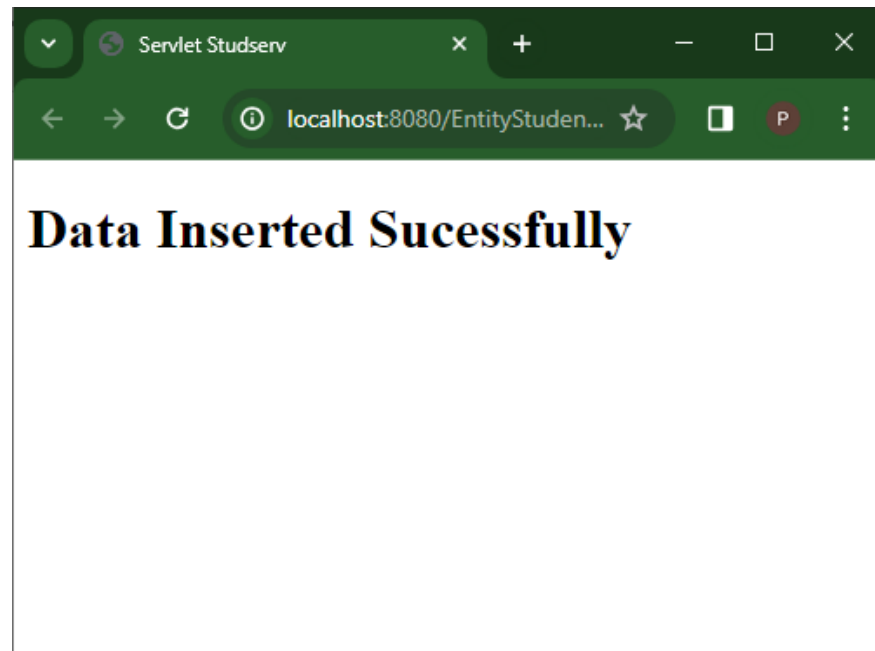 Servlet Studserv
localhost:8080/EntityStuden...
P
Data Inserted Sucessfully